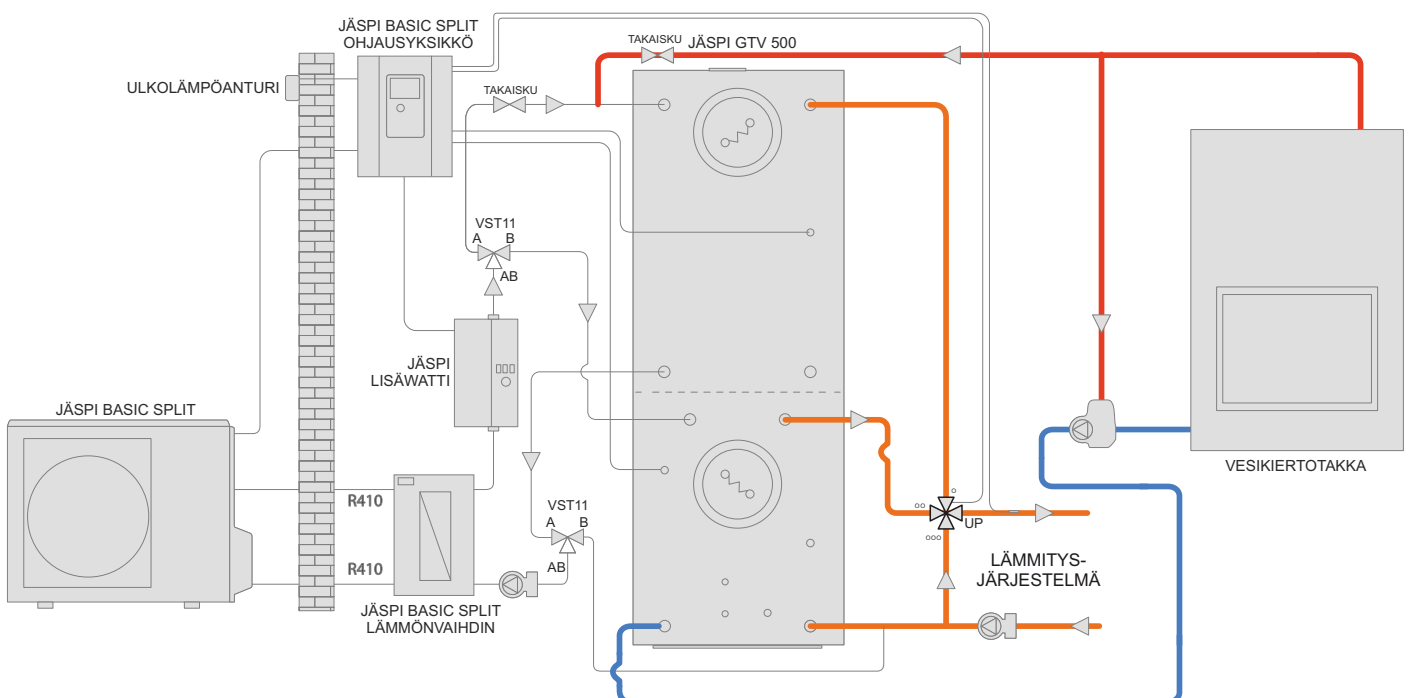 JÄSPI BASIC SPLIT
OHJAUSYKSIKKÖ
TAKAISKU
JÄSPI GTV 500
ULKOLÄMPÖANTURI
TAKAISKU
VST11
A
B
AB
JÄSPI
LISÄWATTI
JÄSPI BASIC SPLIT
VESIKIERTOTAKKA
R410
VST11
A
B
AB
UP
R410
LÄMMITYS-
JÄRJESTELMÄ
JÄSPI BASIC SPLIT
LÄMMÖNVAIHDIN